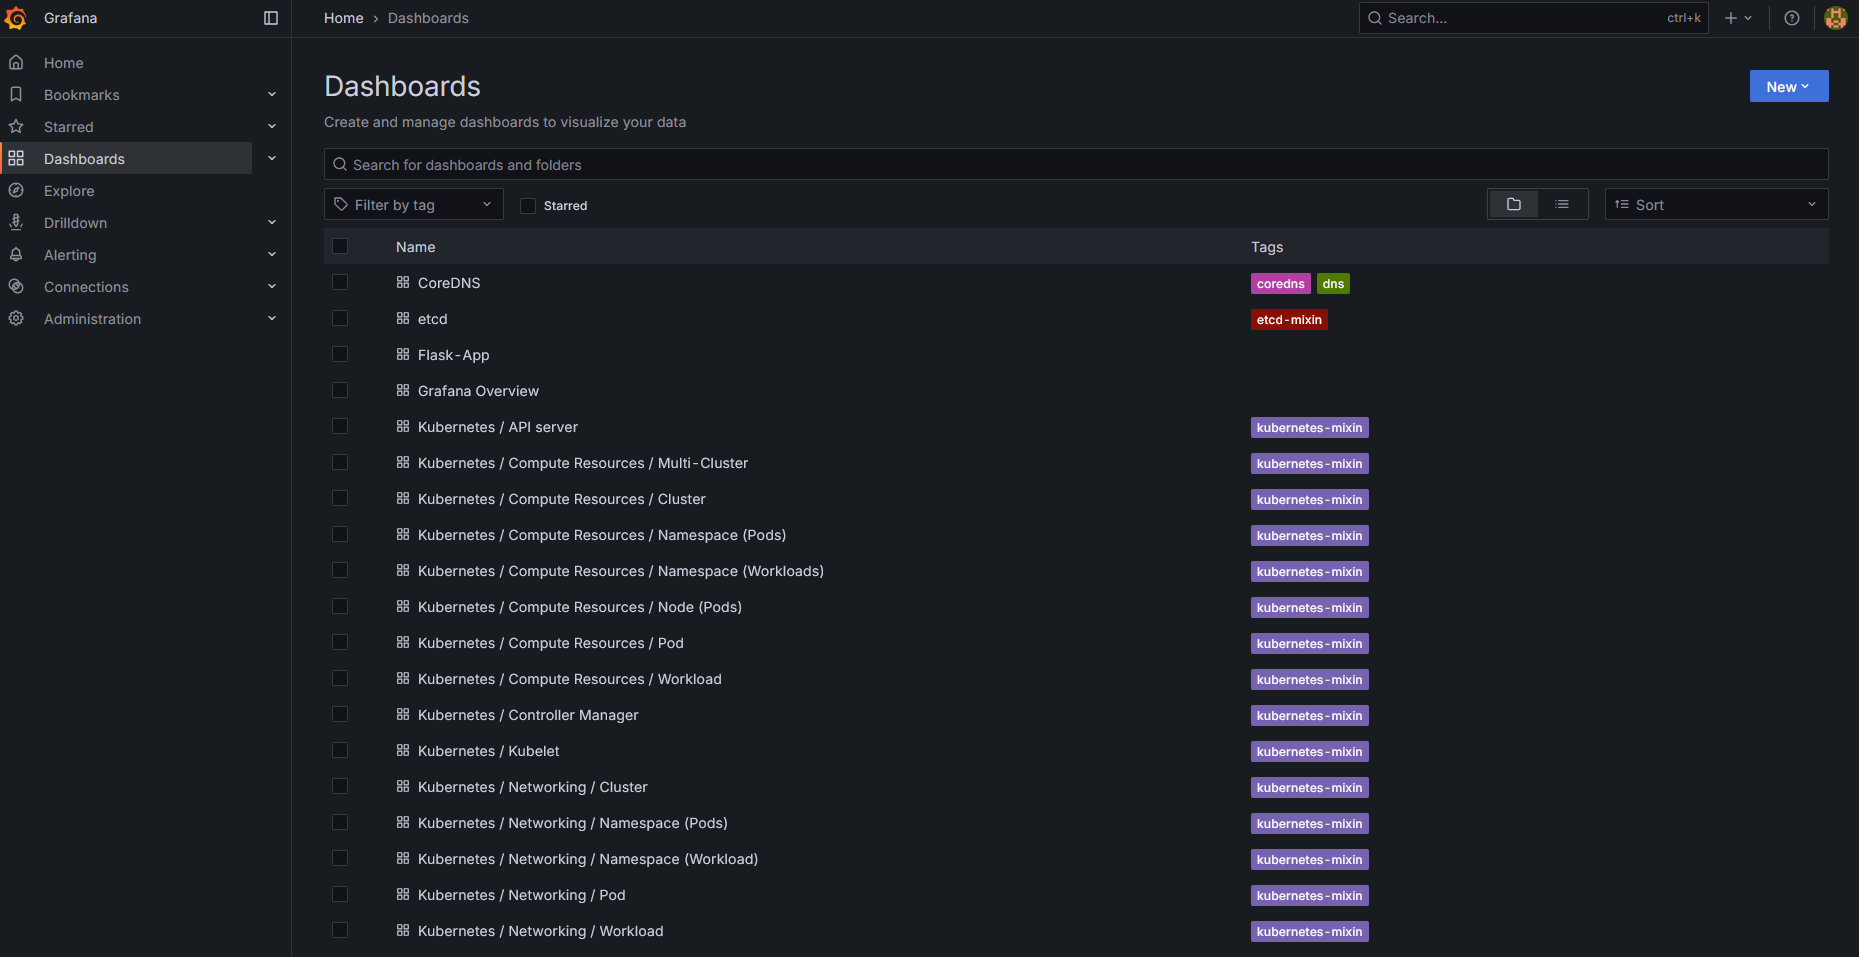 Grafana
Home › Dashboards
Search... ctrl+k
Home
Bookmarks
Starred
Dashboards
Explore
Drilldown
Alerting
Connections
Administration
Dashboards
New
Create and manage dashboards to visualize your data
Search for dashboards and folders
Filter by tag
Starred
Sort
Name Tags
CoreDNS coredns dns
etcd etcd-mixin
Flask-App
Grafana Overview
Kubernetes / API server kubernetes-mixin
Kubernetes / Compute Resources / Multi-Cluster kubernetes-mixin
Kubernetes / Compute Resources / Cluster kubernetes-mixin
Kubernetes / Compute Resources / Namespace (Pods) kubernetes-mixin
Kubernetes / Compute Resources / Namespace (Workloads) kubernetes-mixin
Kubernetes / Compute Resources / Node (Pods) kubernetes-mixin
Kubernetes / Compute Resources / Pod kubernetes-mixin
Kubernetes / Compute Resources / Workload kubernetes-mixin
Kubernetes / Controller Manager kubernetes-mixin
Kubernetes / Kubelet kubernetes-mixin
Kubernetes / Networking / Cluster kubernetes-mixin
Kubernetes / Networking / Namespace (Pods) kubernetes-mixin
Kubernetes / Networking / Namespace (Workload) kubernetes-mixin
Kubernetes / Networking / Pod kubernetes-mixin
Kubernetes / Networking / Workload kubernetes-mixin